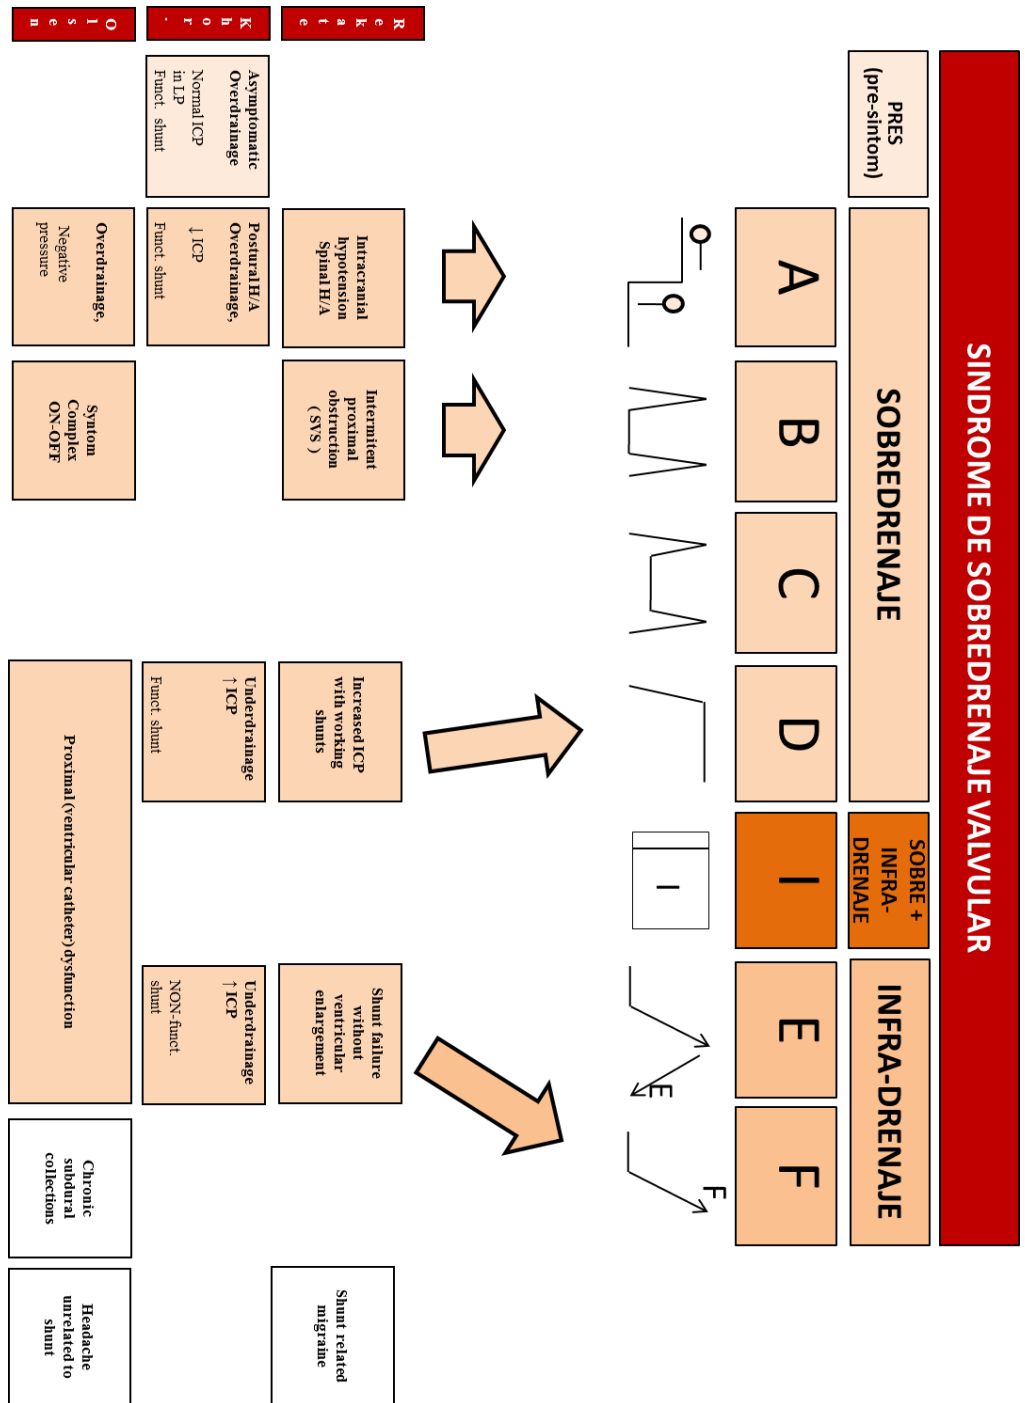 SINDROME DE SOBREDRENAJE VALVULAR
PRES
(pre-sintom)
SOBREDRENAJE
SOBRE +
INFRA-
DRENAJE
INFRA-DRENAJE
A
B
C
D
I
E
F
I
E
F
R e
k a t
e
Intracranial
hypotension
Spinal H/A
Intermitent
proximal
obstruction
( SVS )
Increased ICP
with working
shunts
Shunt failure
without
ventricular
enlargement
Shunt related
migraine
K
h o r
.
Asymptomatic
Overdrainage
Normal ICP
in LP
Funct. shunt
Postural H/A
Overdrainage,
↓ ICP
Funct. shunt
Underdrainage
↑ ICP
Funct. shunt
Underdrainage
↑ ICP
NON-funct.
shunt
O
l s e
n
Overdrainage,
Negative
pressure
Syntom
Complex
ON-OFF
Proximal (ventricular catheter) dysfunction
Chronic
subdural
collections
Headache
unrelated to
shunt